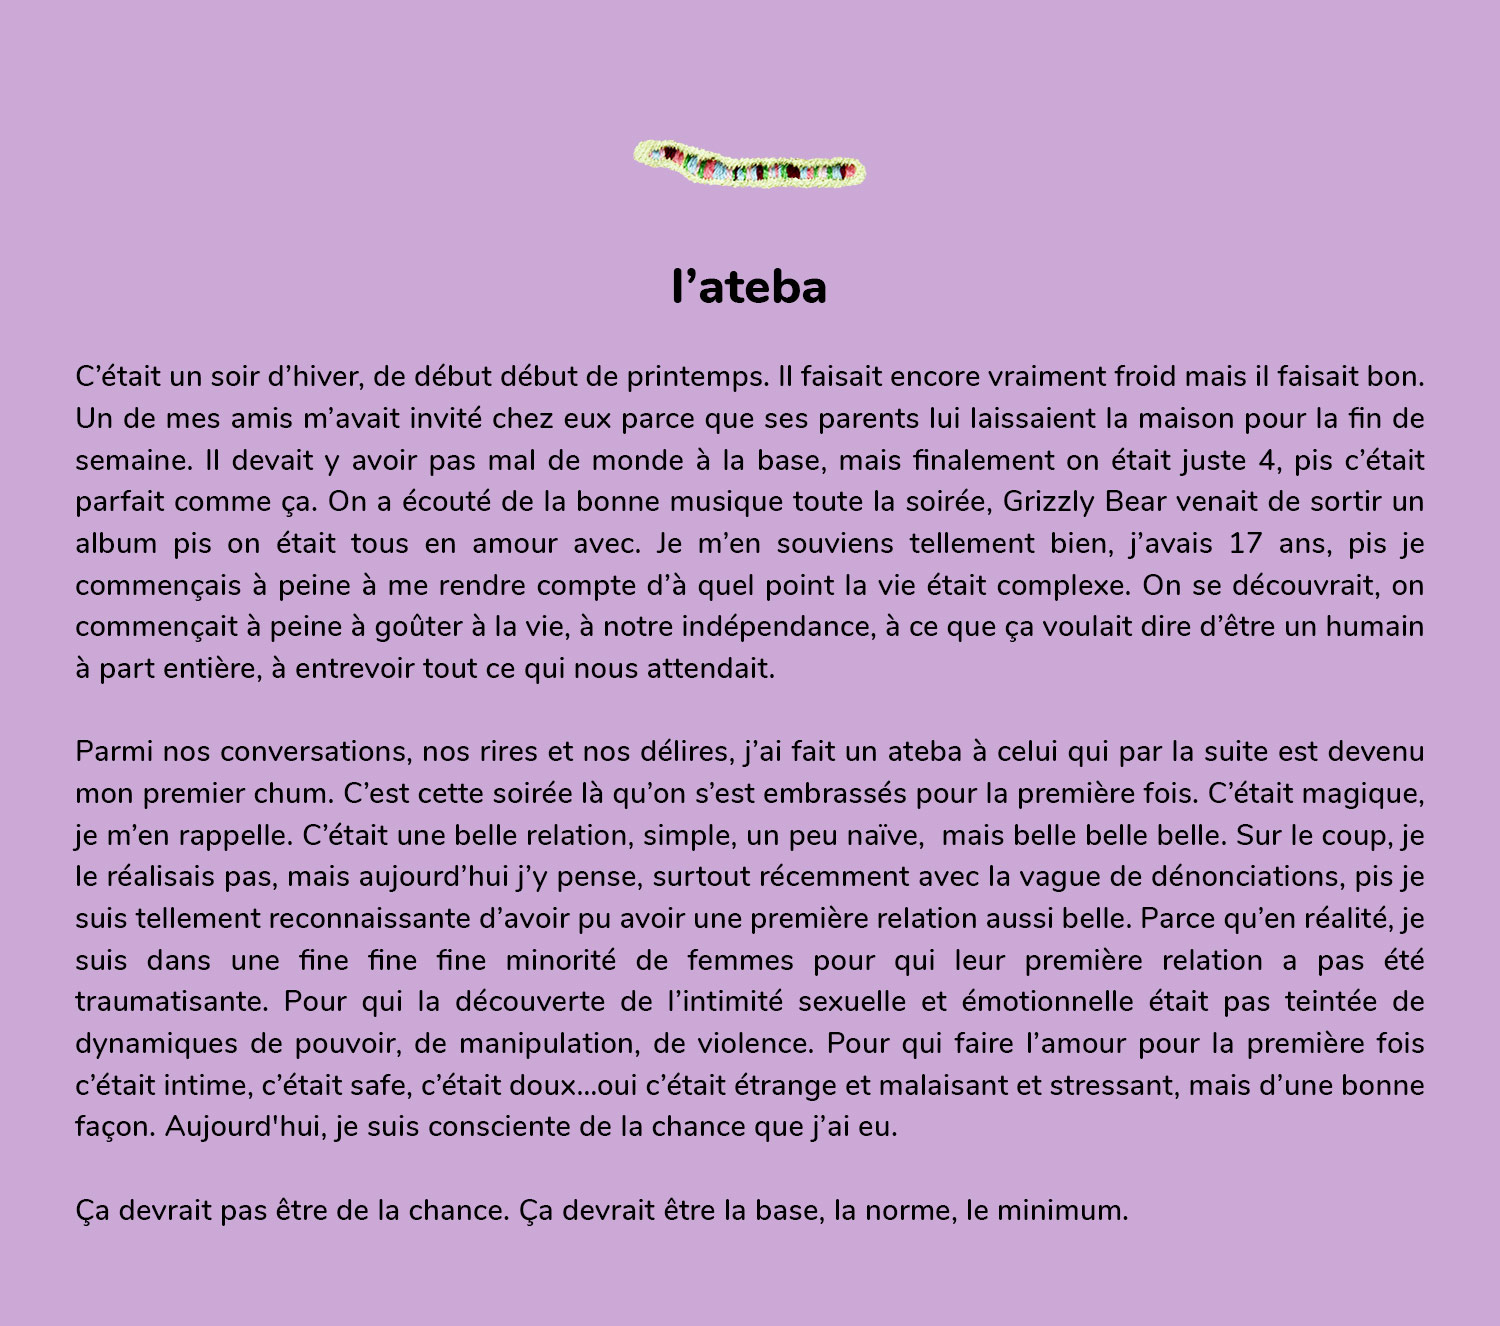 l’ateba
C’était un soir d’hiver, de début début de printemps. Il faisait encore vraiment froid mais il faisait bon.
Un de mes amis m’avait invité chez eux parce que ses parents lui laissaient la maison pour la fin de
semaine. Il devait y avoir pas mal de monde à la base, mais finalement on était juste 4, pis c’était
parfait comme ça. On a écouté de la bonne musique toute la soirée, Grizzly Bear venait de sortir un
album pis on était tous en amour avec. Je m’en souviens tellement bien, j’avais 17 ans, pis je
commençais à peine à me rendre compte d’à quel point la vie était complexe. On se découvrait, on
commençait à peine à goûter à la vie, à notre indépendance, à ce que ça voulait dire d’être un humain
à part entière, à entrevoir tout ce qui nous attendait.
Parmi nos conversations, nos rires et nos délires, j’ai fait un ateba à celui qui par la suite est devenu
mon premier chum. C’est cette soirée là qu’on s’est embrassés pour la première fois. C’était magique,
je m’en rappelle. C’était une belle relation, simple, un peu naïve,  mais belle belle belle. Sur le coup, je
le réalisais pas, mais aujourd’hui j’y pense, surtout récemment avec la vague de dénonciations, pis je
suis tellement reconnaissante d’avoir pu avoir une première relation aussi belle. Parce qu’en réalité, je
suis dans une fine fine fine minorité de femmes pour qui leur première relation a pas été
traumatisante. Pour qui la découverte de l’intimité sexuelle et émotionnelle était pas teintée de
dynamiques de pouvoir, de manipulation, de violence. Pour qui faire l’amour pour la première fois
c’était intime, c’était safe, c’était doux...oui c’était étrange et malaisant et stressant, mais d’une bonne
façon. Aujourd'hui, je suis consciente de la chance que j’ai eu.
Ça devrait pas être de la chance. Ça devrait être la base, la norme, le minimum.